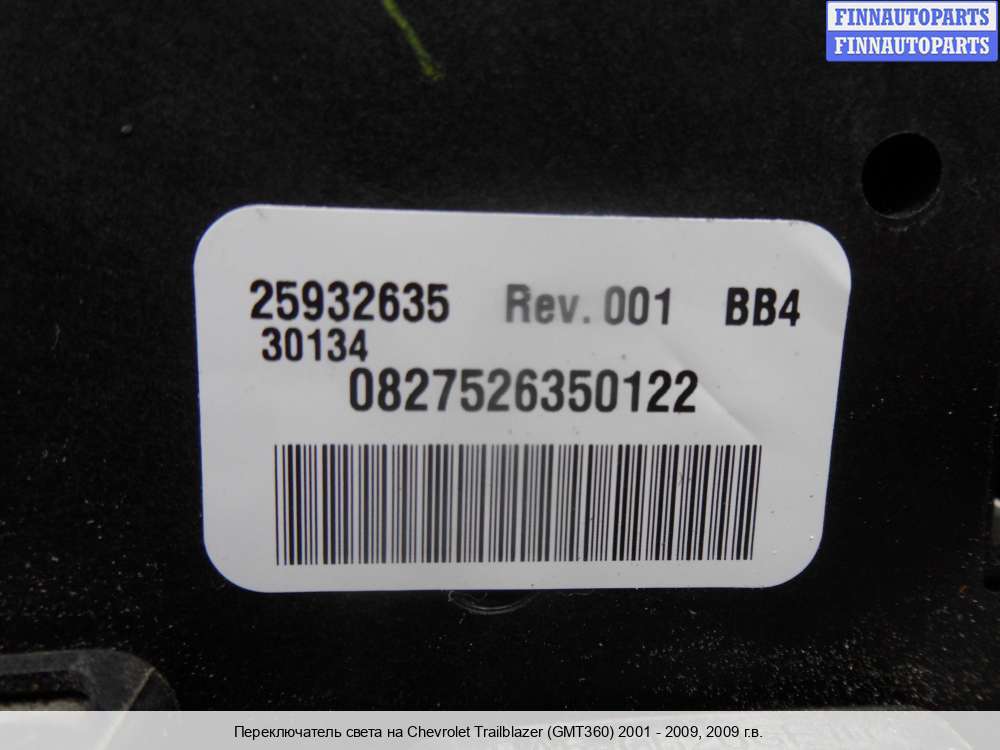 FINNAUTOPARTS
FINNAUTOPARTS
25932635 Rev. 001 BB4
30134
0827526350122
Переключатель света на Chevrolet Trailblazer (GMT360) 2001 - 2009, 2009 г.в.